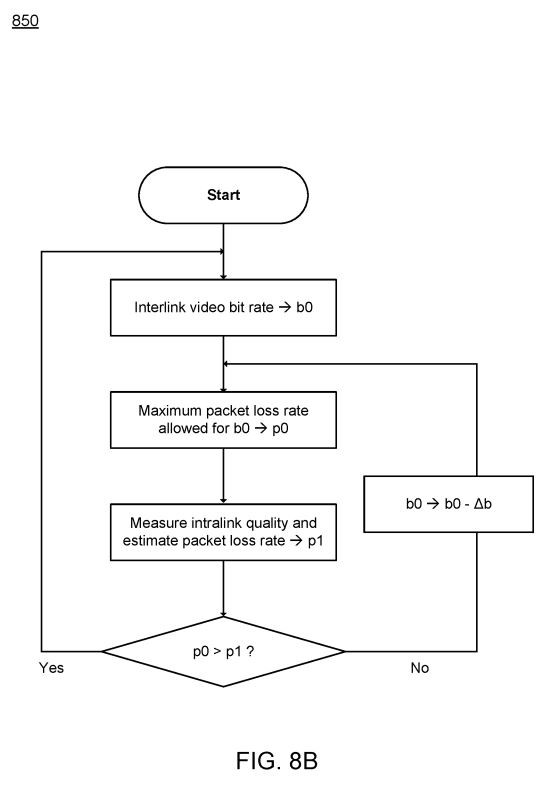 850
Start
Interlink video bit rate → b0
Maximum packet loss rate
allowed for b0 → p0
Measure intralink quality and
estimate packet loss rate → p1
b0 → b0 - Δb
p0 > p1 ?
Yes
No
FIG. 8B